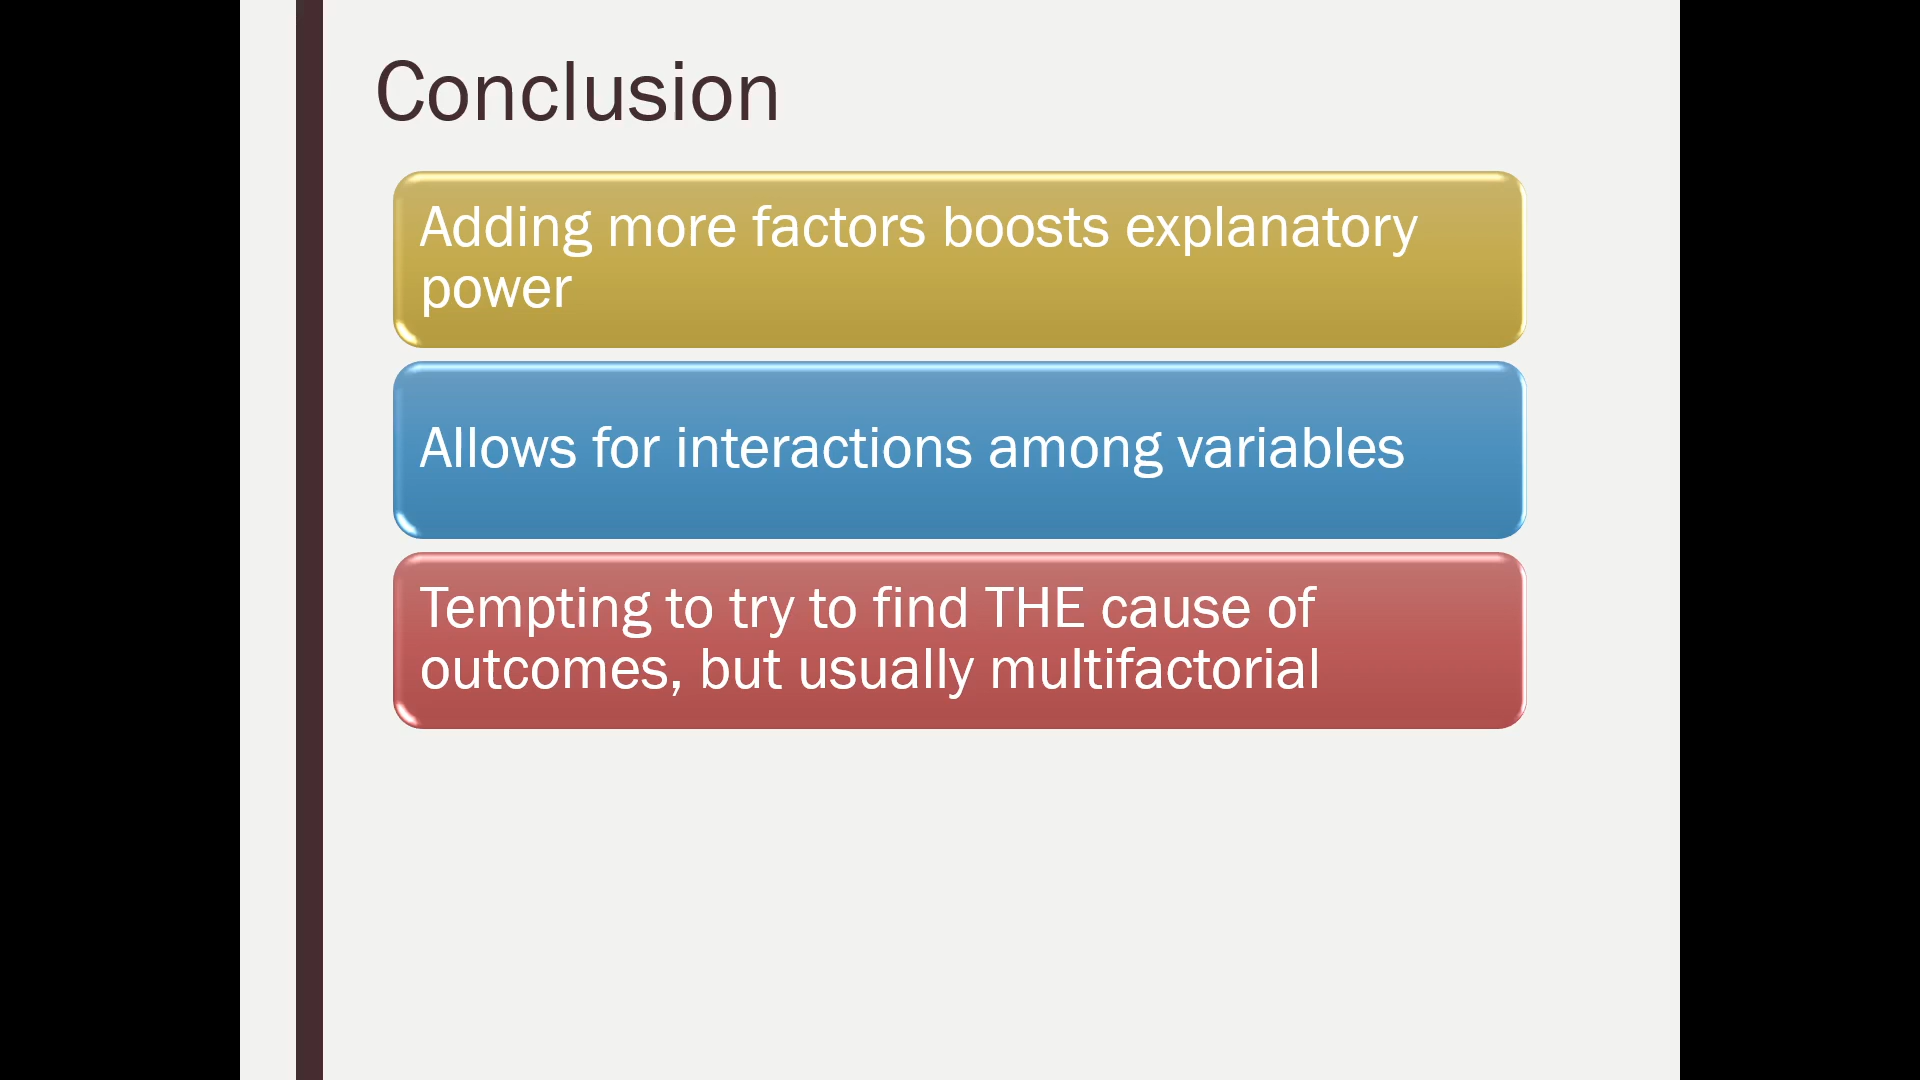 Conclusion
Adding more factors boosts explanatory
power
Allows for interactions among variables
Tempting to try to find THE cause of
outcomes, but usually multifactorial